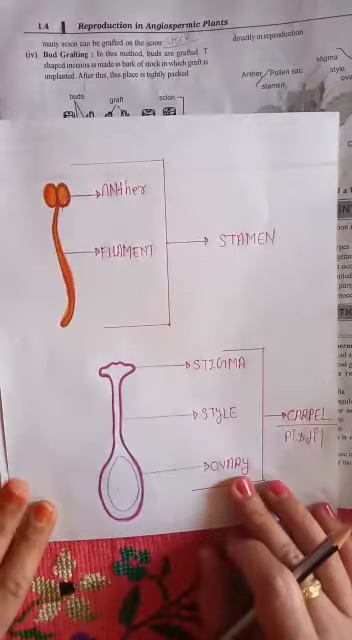 1.4 Reproduction in Angiospermic Plants
many scion can be grafted on the scion stock
directly in reproduction
(iv) Bud Grafting : In this method, buds are grafted. T
shaped incision is made is bark of stock in which graft is
implanted. After this, this place is tightly packed.
stigma
Anther / Pollen sac
style
stamen
buds
graft
scion
ANther
FILAMENT
STAMEN
STIGMA
STYLE
OVARY
CARPEL
Pistil